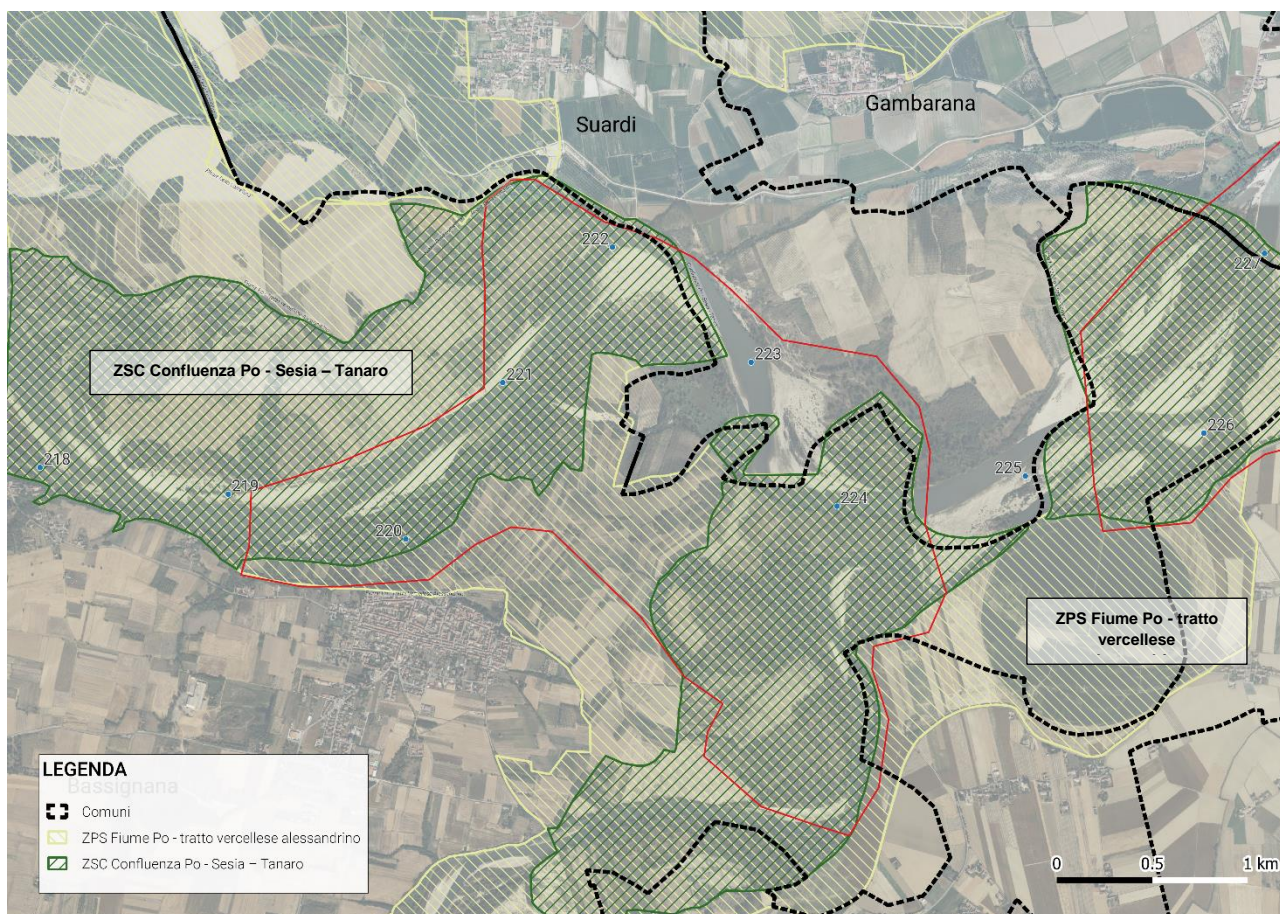 Suardi
Gambarana
222
227
223
ZSC Confluenza Po - Sesia – Tanaro
221
226
218
225
219
224
220
ZPS Fiume Po - tratto
vercellese
LEGENDA
Bassignana
Comuni
ZPS Fiume Po - tratto vercellese alessandrino
ZSC Confluenza Po - Sesia – Tanaro
0 0.5 1 km